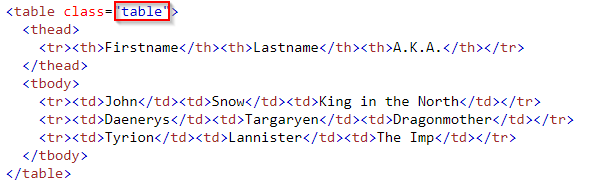 <table class="table">
  <thead>
    <tr><th>Firstname</th><th>Lastname</th><th>A.K.A.</th></tr>
  </thead>
  <tbody>
    <tr><td>John</td><td>Snow</td><td>King in the North</td></tr>
    <tr><td>Daenerys</td><td>Targaryen</td><td>Dragonmother</td></tr>
    <tr><td>Tyrion</td><td>Lannister</td><td>The Imp</td></tr>
  </tbody>
</table>